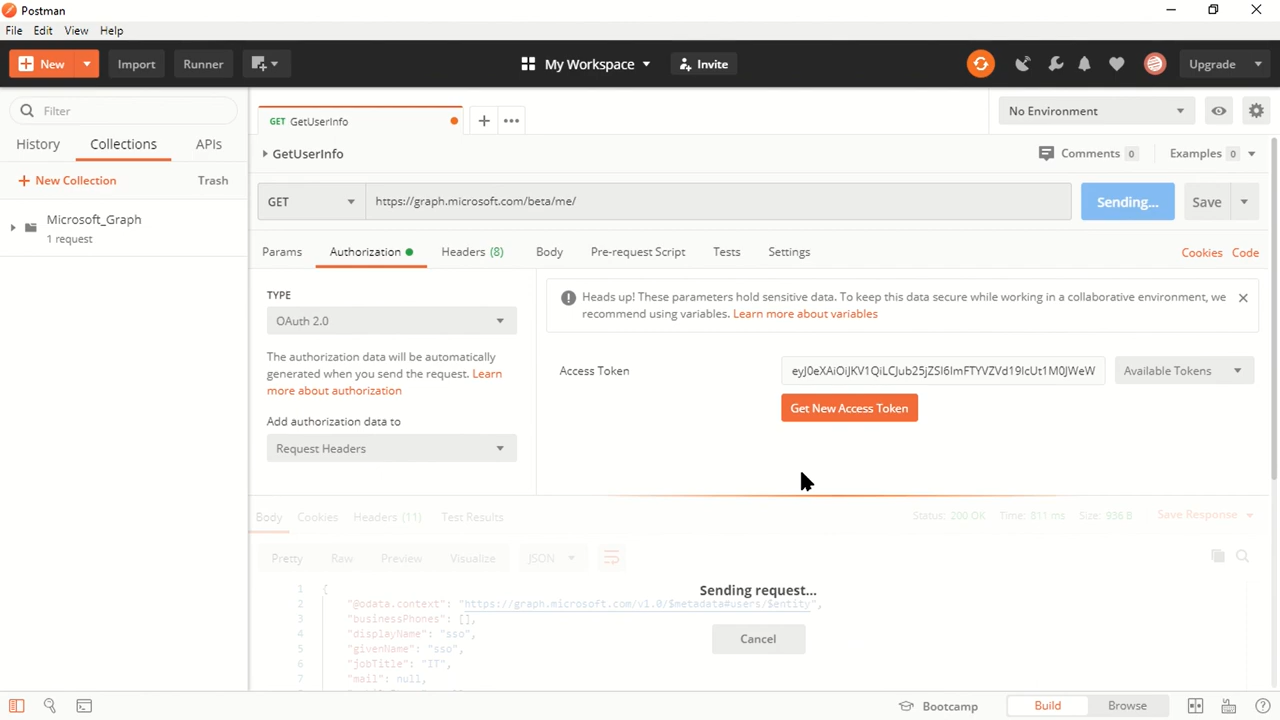 Postman
File Edit View Help
New Import Runner My Workspace Invite Upgrade
Filter
History Collections APIs
New Collection Trash
Microsoft_Graph
1 request
GET GetUserInfo
No Environment
GetUserInfo Comments 0 Examples 0
GET https://graph.microsoft.com/beta/me/ Sending... Save
Params Authorization Headers (8) Body Pre-request Script Tests Settings Cookies Code
TYPE
OAuth 2.0
The authorization data will be automatically
generated when you send the request. Learn
more about authorization
Add authorization data to
Request Headers
Heads up! These parameters hold sensitive data. To keep this data secure while working in a collaborative environment, we
recommend using variables. Learn more about variables
Access Token eyJ0eXAiOiJKV1QiLCJub25jZSI6ImFTYVZVd19IcUt1M0JWeW Available Tokens
Get New Access Token
Body Cookies Headers (11) Test Results Status: 200 OK Time: 811 ms Size: 936 B Save Response
Pretty Raw Preview Visualize JSON
1 {
2 "@odata.context": "https://graph.microsoft.com/v1.0/$metadata#users/$entity",
3 "businessPhones": [],
4 "displayName": "sso",
5 "givenName": "sso",
6 "jobTitle": "IT",
7 "mail": null,
Sending request...
Cancel
Bootcamp Build Browse